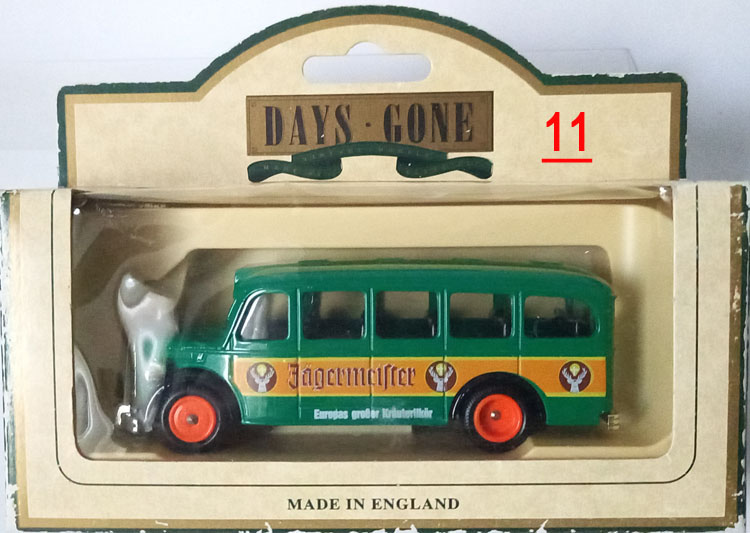 DAYS · GONE
11
Jägermeister
Europas großer Kräuterlikör
MADE IN ENGLAND